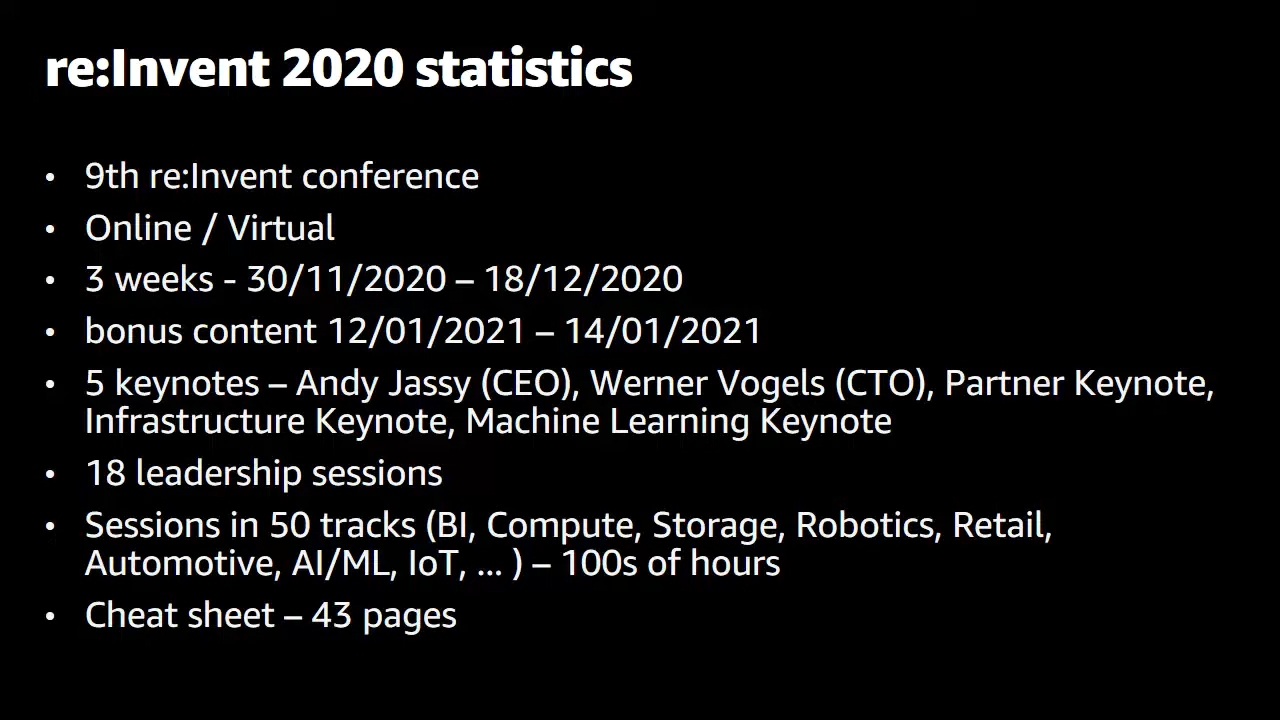 re:Invent 2020 statistics
• 9th re:Invent conference
• Online / Virtual
• 3 weeks - 30/11/2020 – 18/12/2020
• bonus content 12/01/2021 – 14/01/2021
• 5 keynotes – Andy Jassy (CEO), Werner Vogels (CTO), Partner Keynote,
Infrastructure Keynote, Machine Learning Keynote
• 18 leadership sessions
• Sessions in 50 tracks (BI, Compute, Storage, Robotics, Retail,
Automotive, AI/ML, IoT, ... ) – 100s of hours
• Cheat sheet – 43 pages